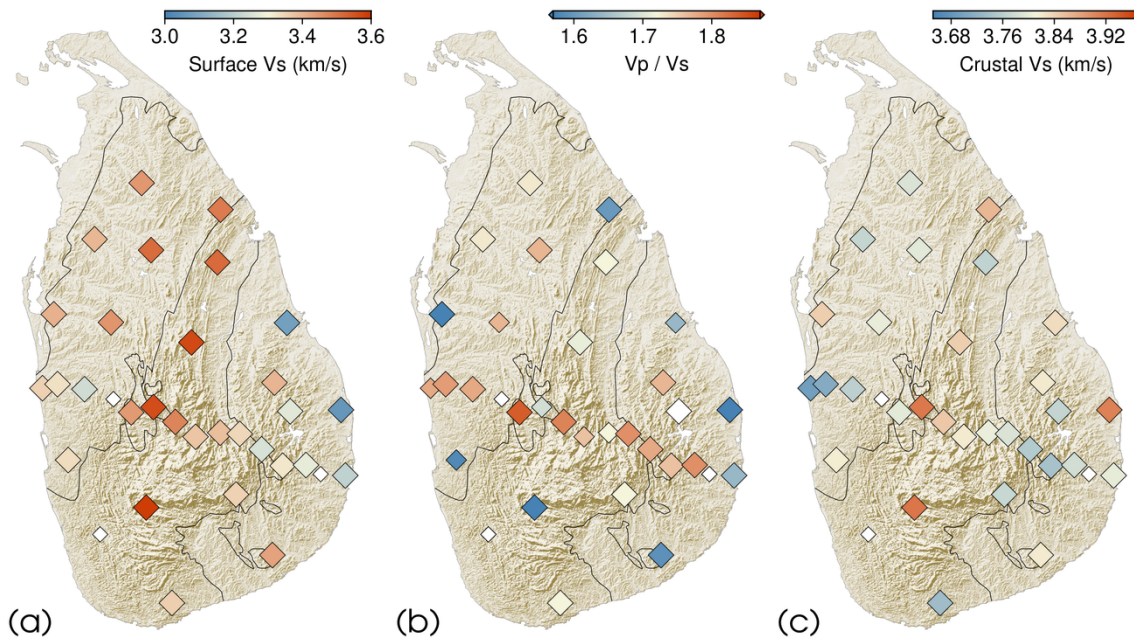 3.0 3.2 3.4 3.6
Surface Vs (km/s)
1.6 1.7 1.8
Vp / Vs
3.68 3.76 3.84 3.92
Crustal Vs (km/s)
(a)
(b)
(c)